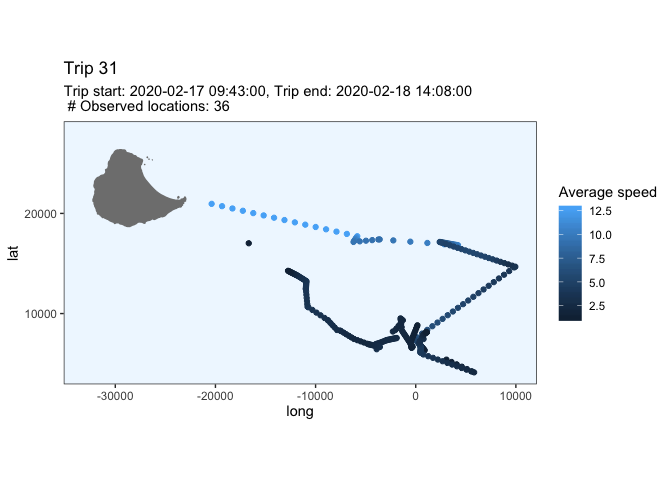 Trip 31
Trip start: 2020-02-17 09:43:00, Trip end: 2020-02-18 14:08:00
# Observed locations: 36
Average speed
12.5
10.0
7.5
5.0
2.5
lat
20000
10000
-30000 -20000 -10000 0 10000
long